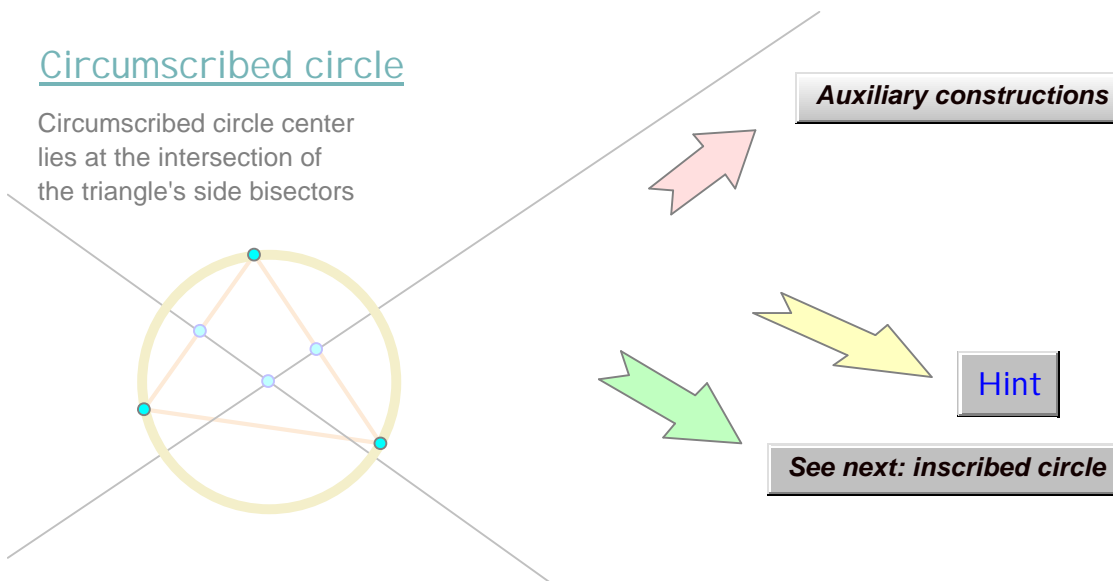 Circumscribed circle
Circumscribed circle center
lies at the intersection of
the triangle's side bisectors
Auxiliary constructions
Hint
See next: inscribed circle